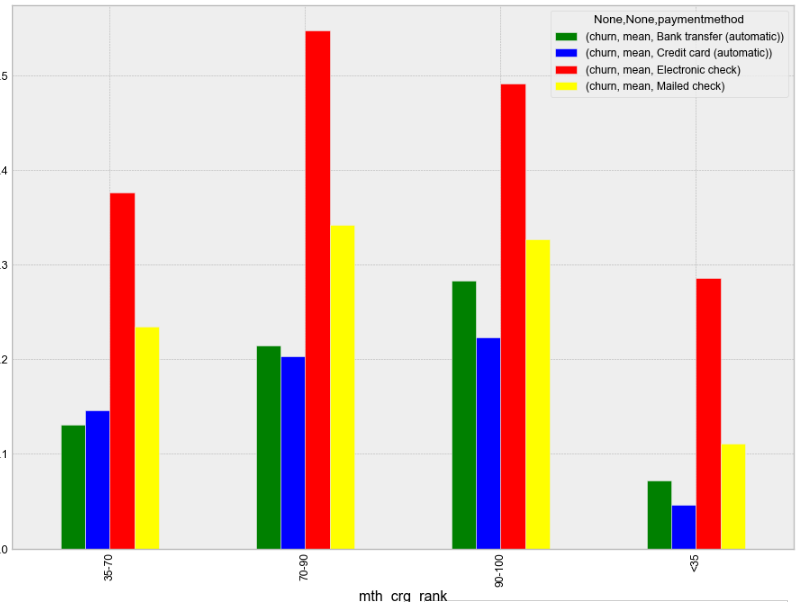 None,None,paymentmethod
(churn, mean, Bank transfer (automatic))
(churn, mean, Credit card (automatic))
(churn, mean, Electronic check)
(churn, mean, Mailed check)
.5
.4
.3
.2
.1
.0
35-70
70-90
90-100
<35
mth_crg_rank